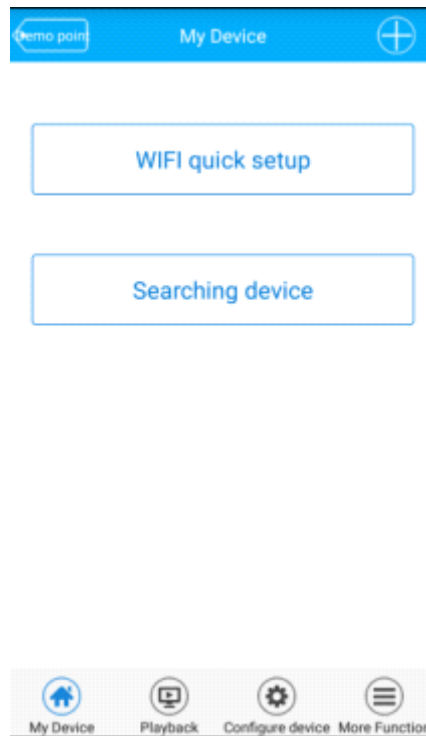 Demo point
My Device
WIFI quick setup
Searching device
My Device
Playback
Configure device
More Function